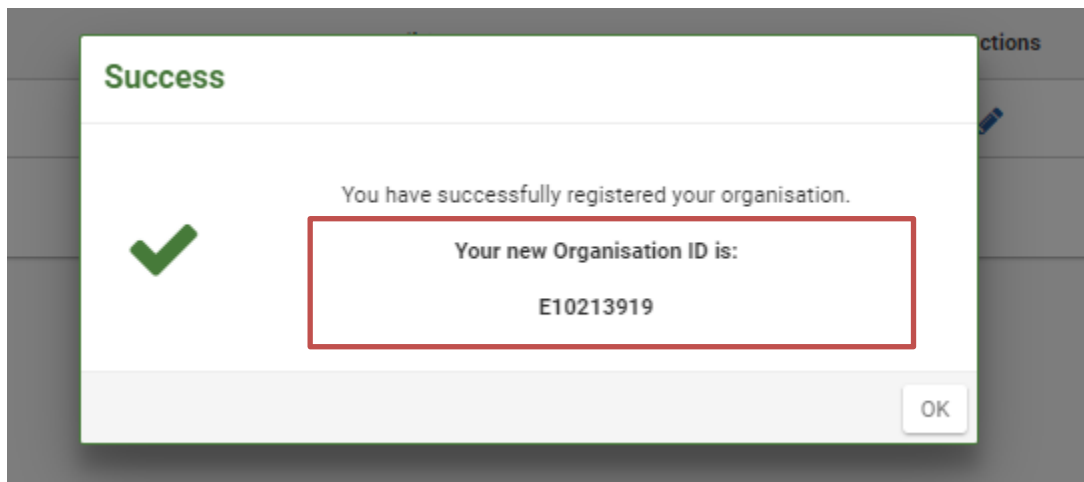 ctions
Success
You have successfully registered your organisation.
Your new Organisation ID is:
E10213919
OK